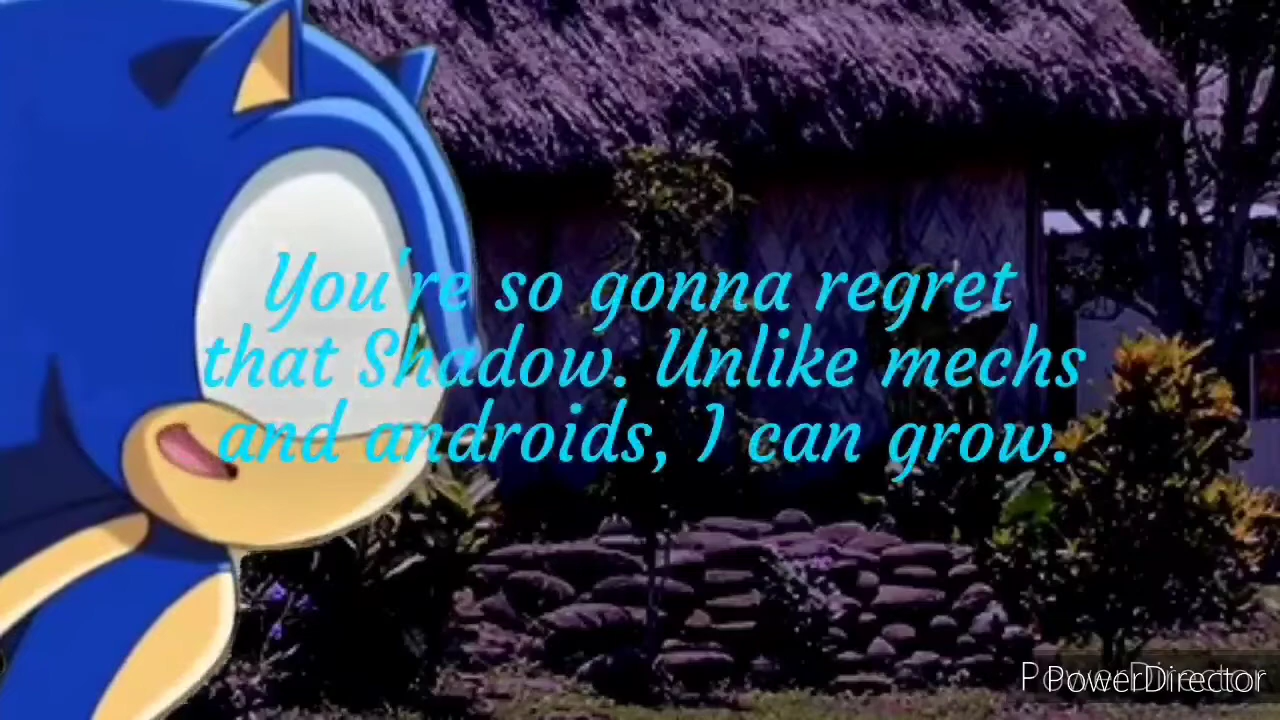 You're so gonna regret
that Shadow. Unlike mechs
and androids, I can grow.
PowerDirector